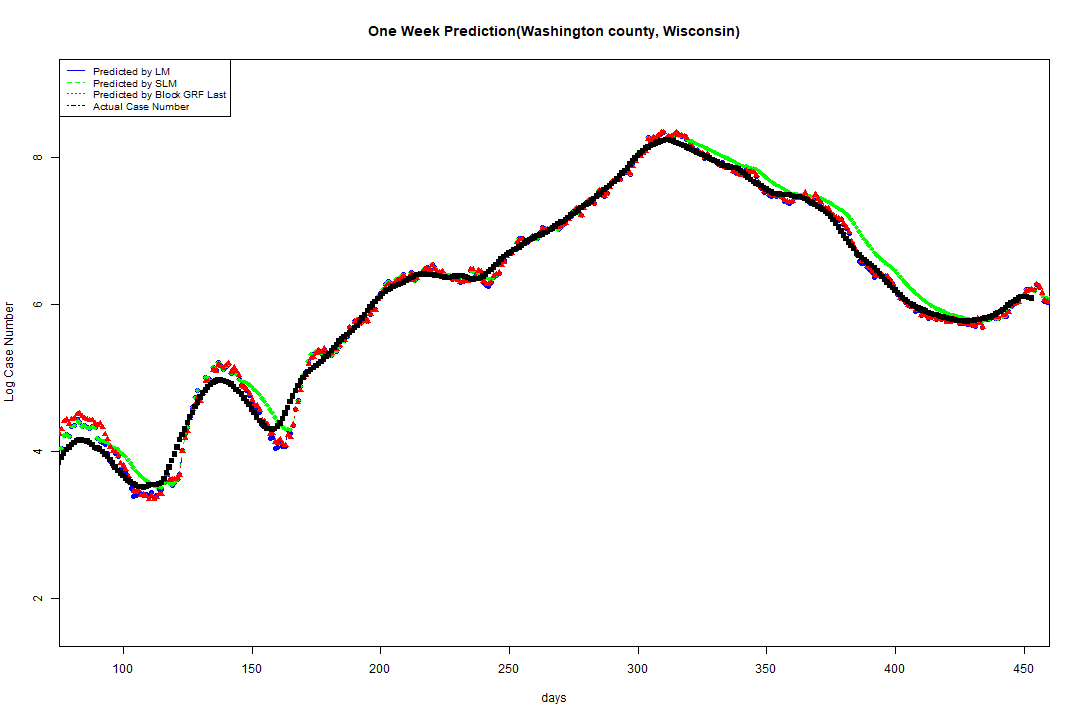 One Week Prediction(Washington county, Wisconsin)
Predicted by LM
Predicted by SLM
Predicted by Block GRF Last
Actual Case Number
Log Case Number
8
6
4
2
100 150 200 250 300 350 400 450
days